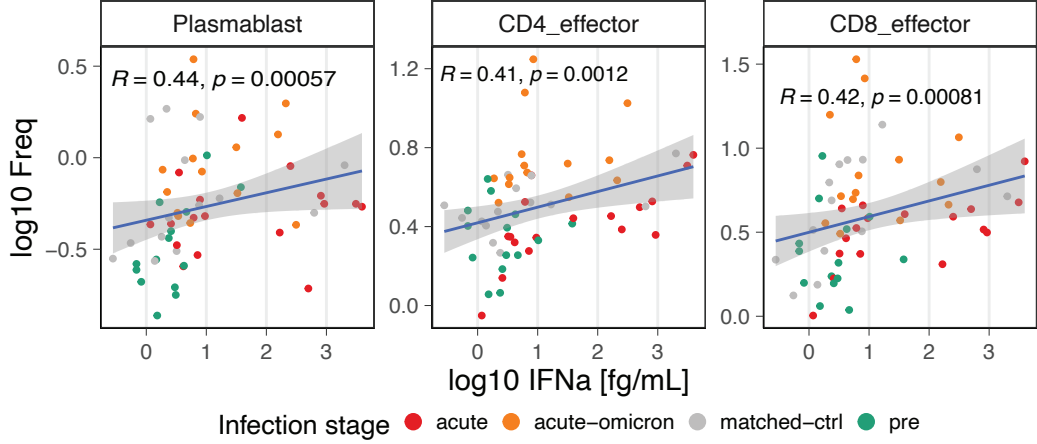 Plasmablast CD4_effector CD8_effector
R = 0.44, p = 0.00057
R = 0.41, p = 0.0012
R = 0.42, p = 0.00081
0.5
0.0
−0.5
1.2
0.8
0.4
0.0
1.5
1.0
0.5
0.0
log10 Freq
0 1 2 3 0 1 2 3 0 1 2 3
log10 IFNa [fg/mL]
Infection stage acute acute−omicron matched−ctrl pre